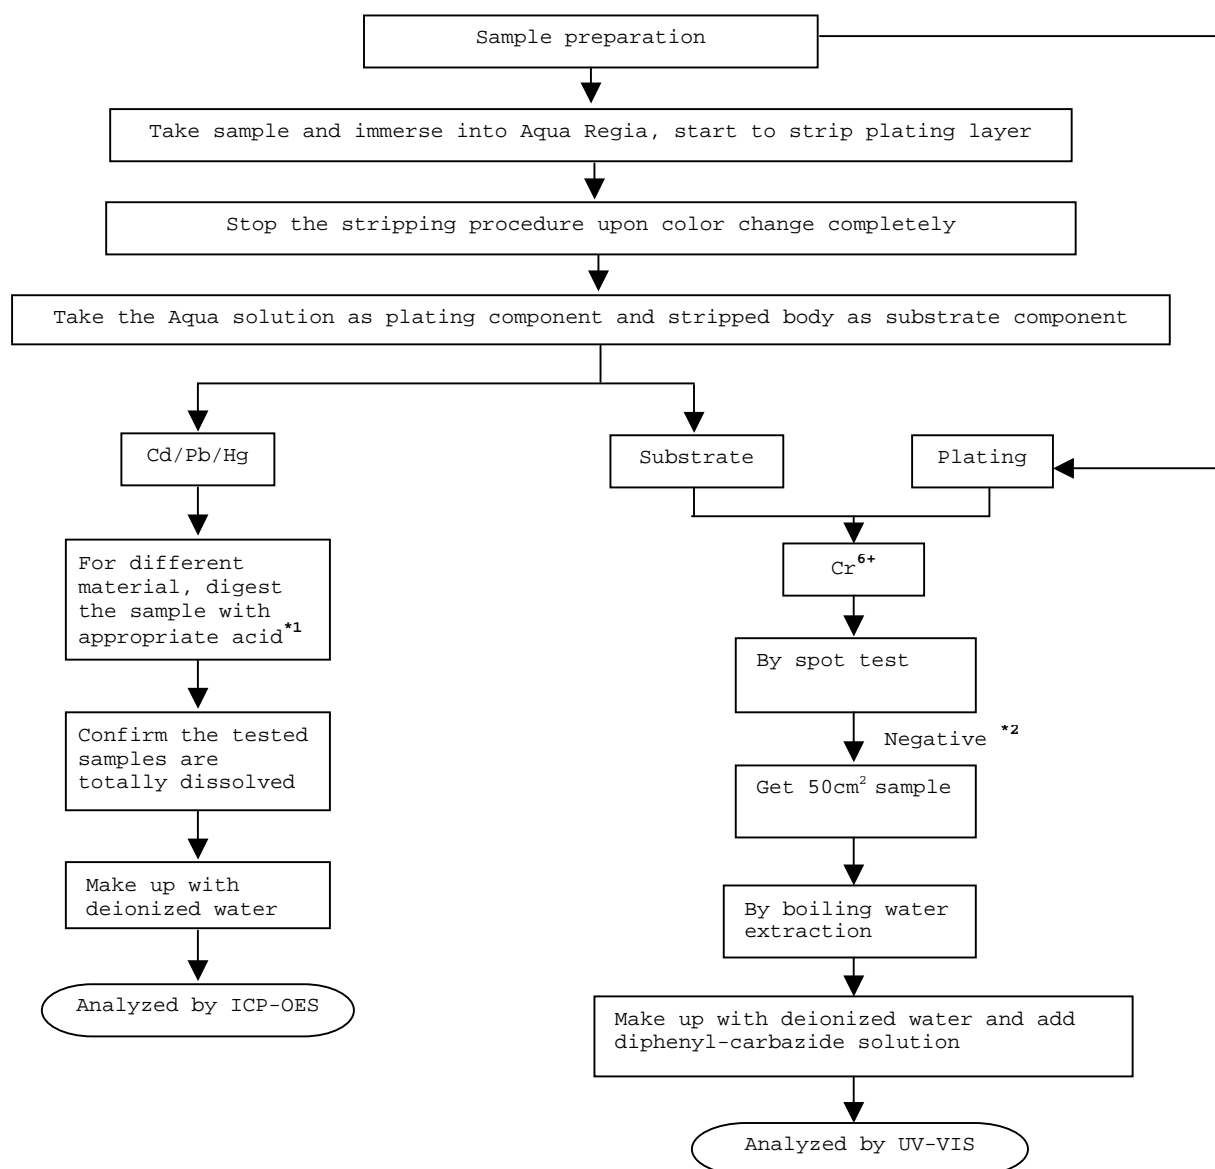 Sample preparation
Take sample and immerse into Aqua Regia, start to strip plating layer
Stop the stripping procedure upon color change completely
Take the Aqua solution as plating component and stripped body as substrate component
Cd/Pb/Hg
Substrate
Plating
For different
material, digest
the sample with
appropriate acid*1
Cr6+
By spot test
Confirm the tested
samples are
totally dissolved
Negative *2
Get 50cm2 sample
Make up with
deionized water
By boiling water
extraction
Analyzed by ICP-OES
Make up with deionized water and add
diphenyl-carbazide solution
Analyzed by UV-VIS